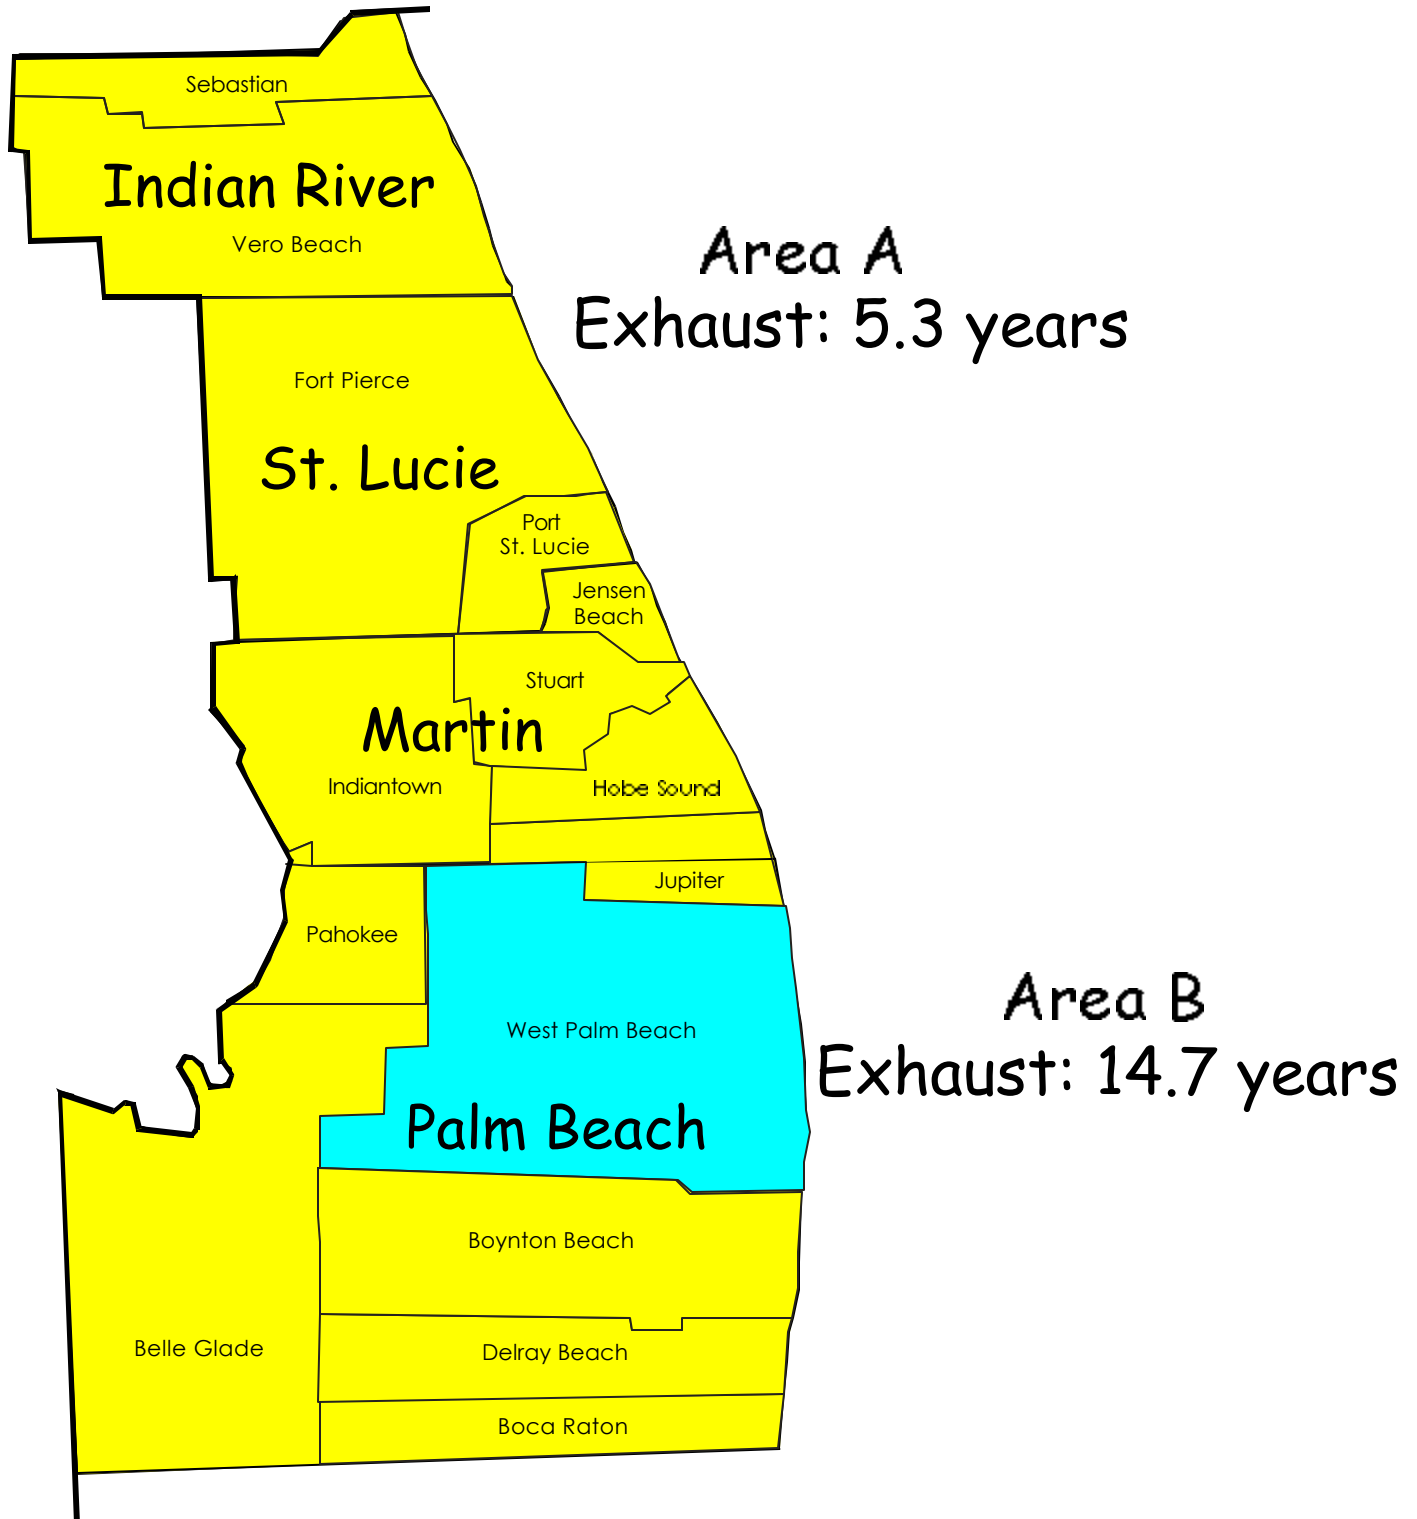 Sebastian
Indian River
Vero Beach
Area A
Exhaust: 5.3 years
Fort Pierce
St. Lucie
Port
St. Lucie
Jensen
Beach
Stuart
Martin
Indiantown
Hobe Sound
Jupiter
Pahokee
Area B
West Palm Beach
Exhaust: 14.7 years
Palm Beach
Boynton Beach
Belle Glade
Delray Beach
Boca Raton